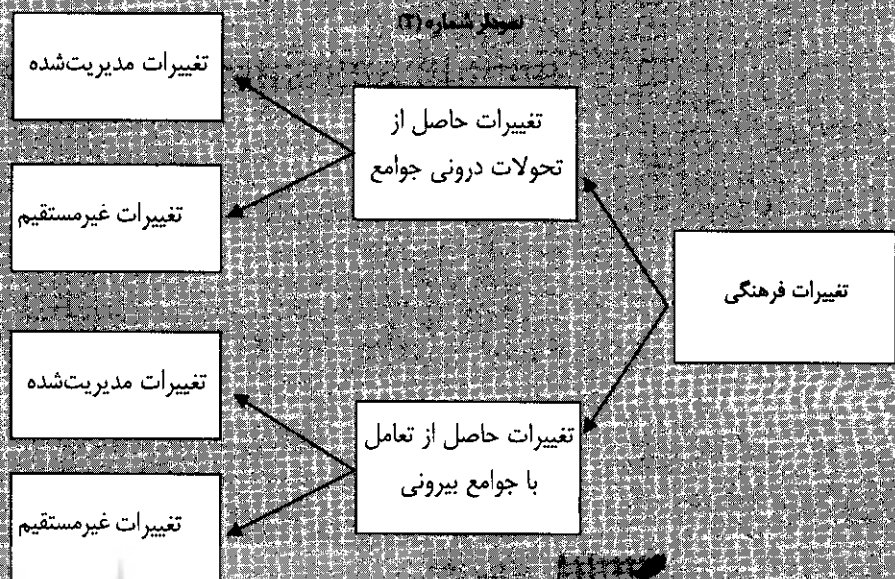 نمودار شماره (۲)
تغییرات فرهنگی
تغییرات حاصل از
تحولات درونی جوامع
تغییرات مدیریت‌شده
تغییرات غیرمستقیم
تغییرات حاصل از تعامل
با جوامع بیرونی
تغییرات مدیریت‌شده
تغییرات غیرمستقیم